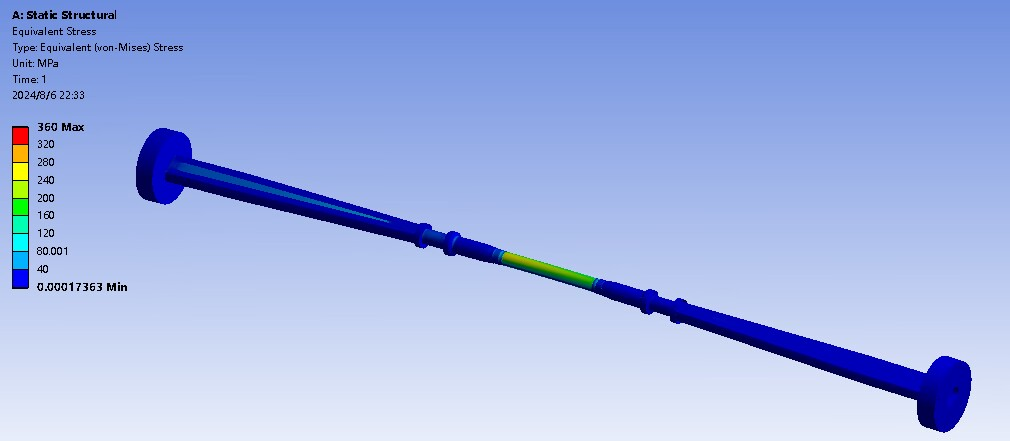 A: Static Structural
Equivalent Stress
Type: Equivalent (von-Mises) Stress
Unit: MPa
Time: 1
2024/8/6 22:33
360 Max
320
280
240
200
160
120
80.001
40
0.00017363 Min